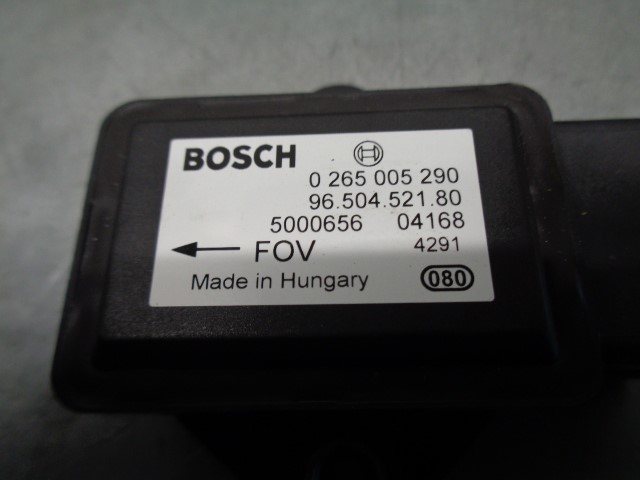 BOSCH
0 265 005 290
96.504.521.80
5000656 04168
FOV 4291
Made in Hungary 080